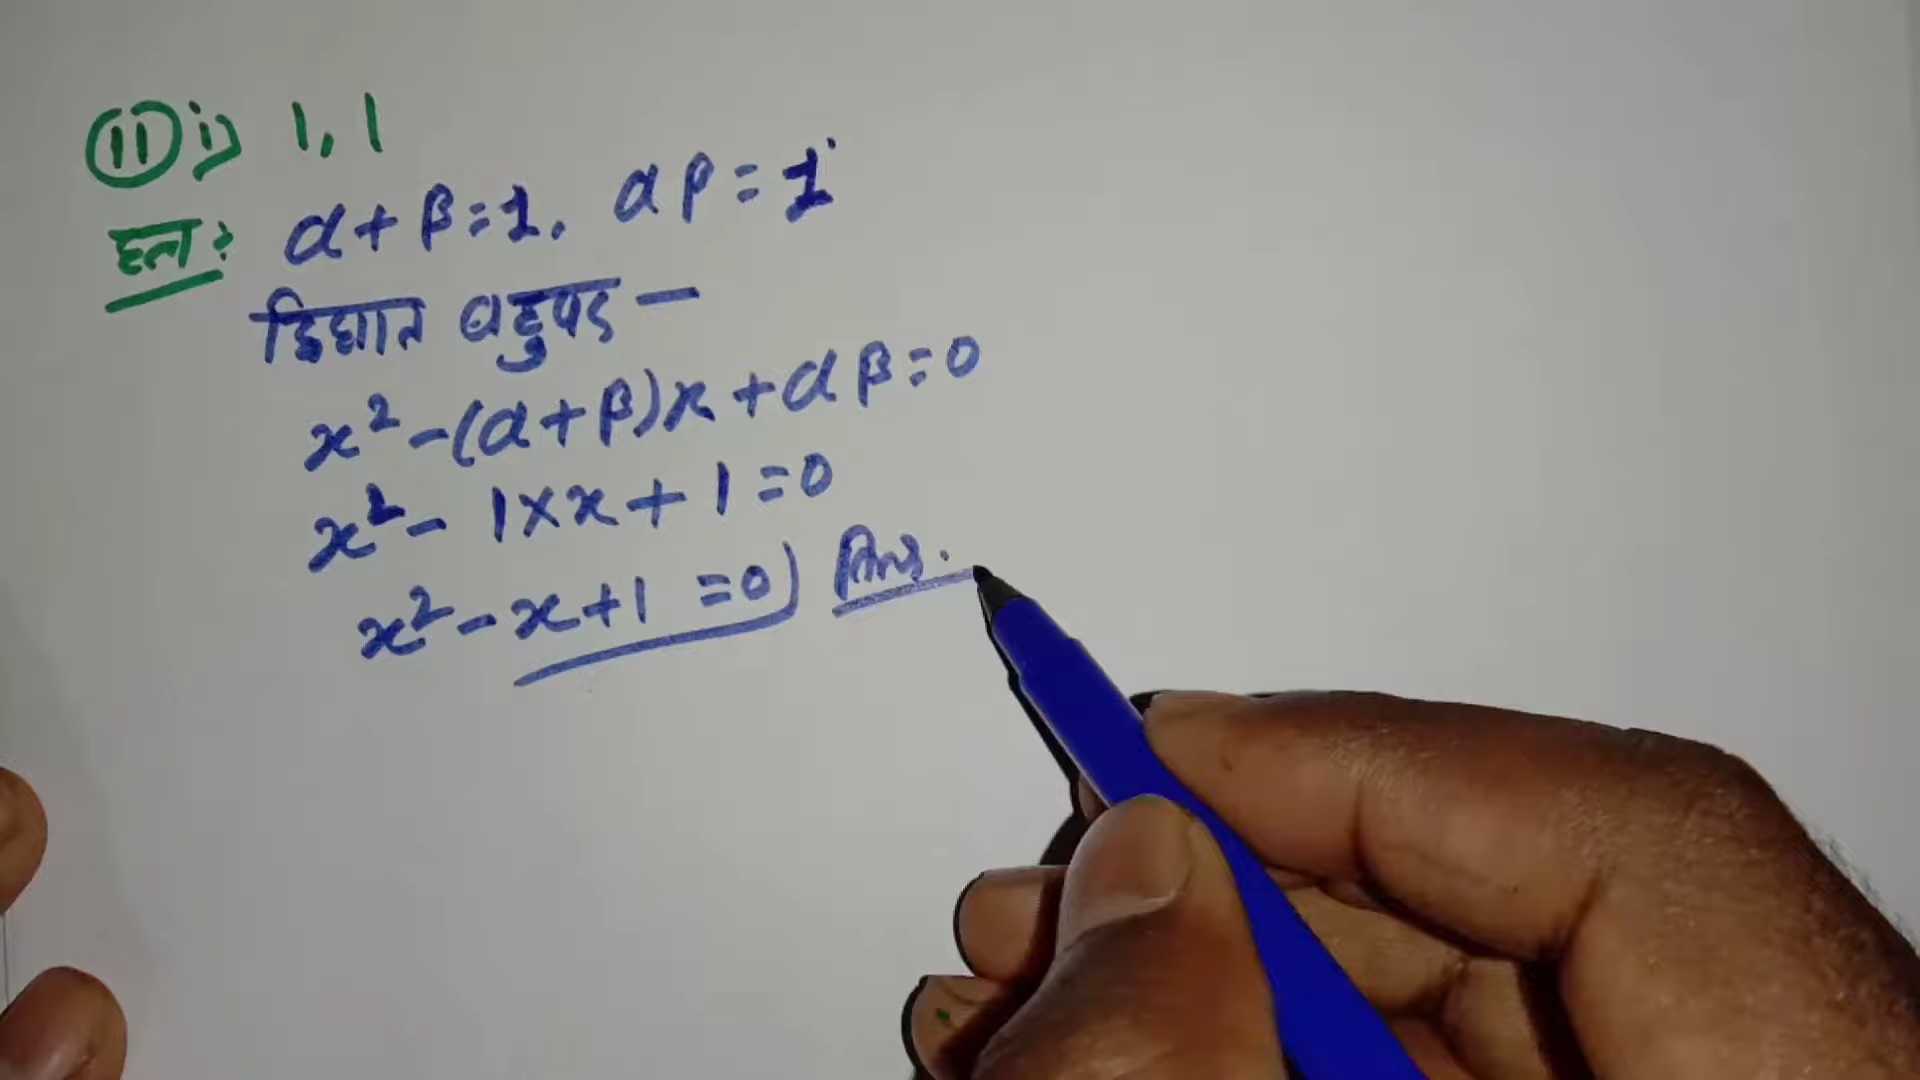 (11) i) 1, 1
हल: α + β = 1, αβ = 1
द्विघात बहुपद —
x² - (α + β)x + αβ = 0
x² - 1 × x + 1 = 0
x² - x + 1 = 0) Ans.